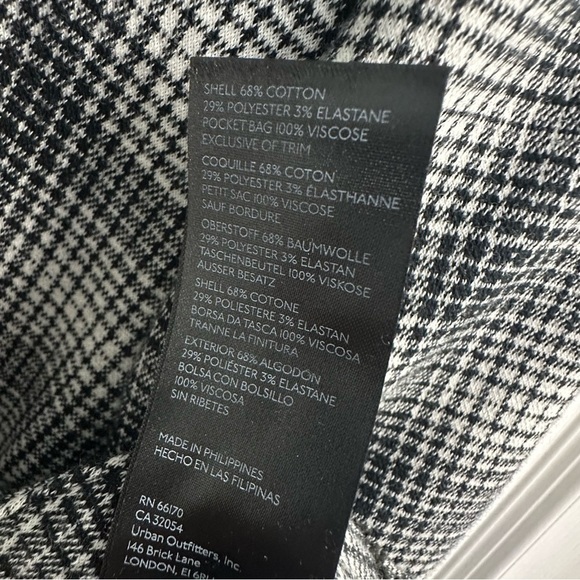 SHELL 68% COTTON
29% POLYESTER 3% ELASTANE
POCKET BAG 100% VISCOSE
EXCLUSIVE OF TRIM
COQUILLE 68% COTON
29% POLYESTER 3% ÉLASTHANNE
PETIT SAC 100% VISCOSE
SAUF BORDURE
OBERSTOFF 68% BAUMWOLLE
29% POLYESTER 3% ELASTAN
TASCHENBEUTEL 100% VISKOSE
AUSSER BESATZ
SHELL 68% COTONE
29% POLIESTERE 3% ELASTAN
BORSA DA TASCA 100% VISCOSA
TRANNE LA FINITURA
EXTERIOR 68% ALGODÓN
29% POLIÉSTER 3% ELASTANE
BOLSA CON BOLSILLO
100% VISCOSA
SIN RIBETES
MADE IN PHILIPPINES
HECHO EN LAS FILIPINAS
RN 66170
CA 32054
Urban Outfitters, Inc.
146 Brick Lane
LONDON, E1